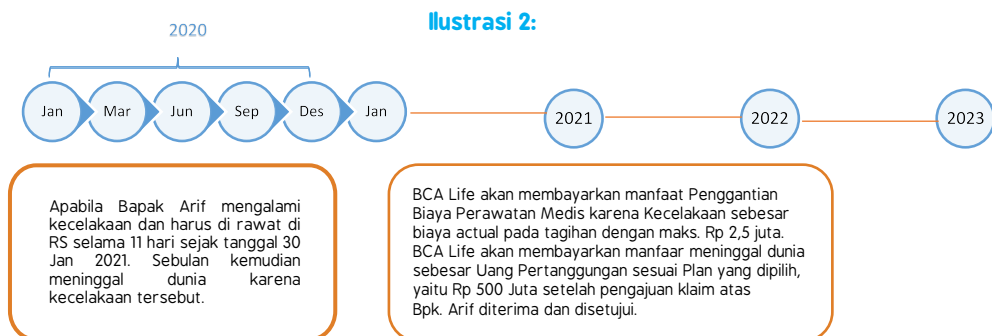 Ilustrasi 2:
2020
Jan Mar Jun Sep Des Jan 2021 2022 2023
Apabila Bapak Arif mengalami
kecelakaan dan harus di rawat di
RS selama 11 hari sejak tanggal 30
Jan 2021. Sebulan kemudian
meninggal dunia karena
kecelakaan tersebut.
BCA Life akan membayarkan manfaat Penggantian
Biaya Perawatan Medis karena Kecelakaan sebesar
biaya actual pada tagihan dengan maks. Rp 2,5 juta.
BCA Life akan membayarkan manfaar meninggal dunia
sebesar Uang Pertanggungan sesuai Plan yang dipilih,
yaitu Rp 500 Juta setelah pengajuan klaim atas
Bpk. Arif diterima dan disetujui.